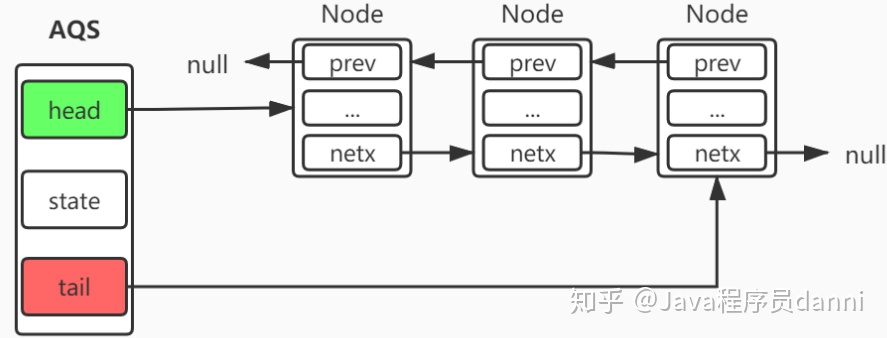 AQS
head
state
tail
Node
Node
Node
null
prev
prev
prev
...
...
...
netx
netx
netx
null
知乎 @Java程序员danni